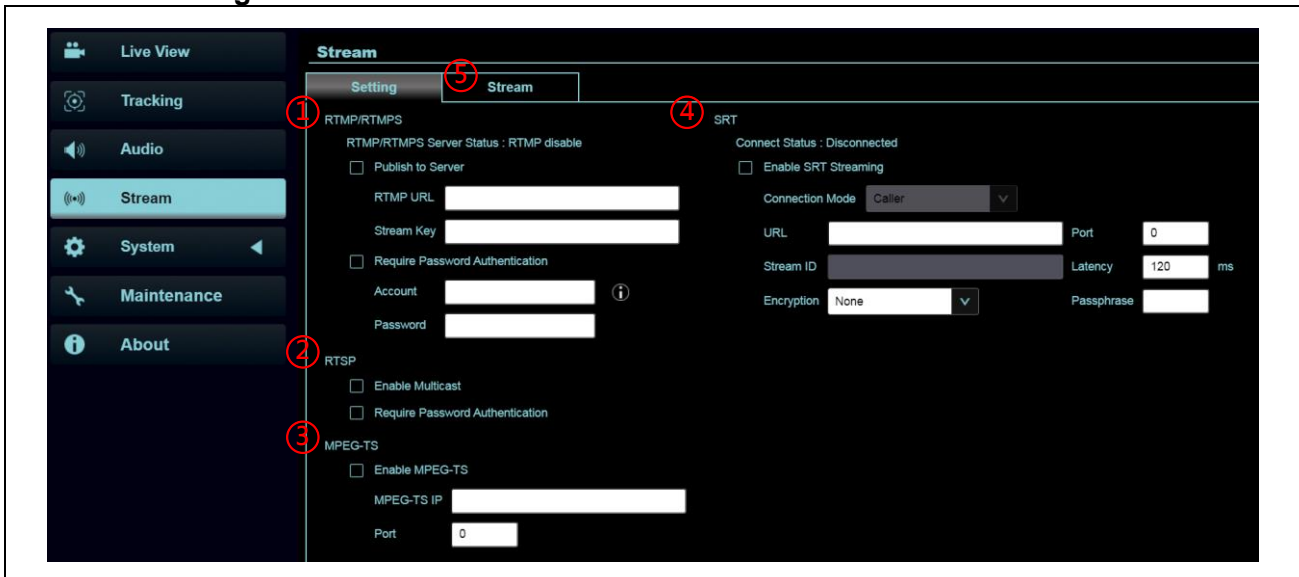 Live View
Tracking
Audio
Stream
System
Maintenance
About
Stream
Setting
⑤ Stream
① RTMP/RTMPS
RTMP/RTMPS Server Status : RTMP disable
Publish to Server
RTMP URL
Stream Key
Require Password Authentication
Account
Password
② RTSP
Enable Multicast
Require Password Authentication
③ MPEG-TS
Enable MPEG-TS
MPEG-TS IP
Port 0
④ SRT
Connect Status : Disconnected
Enable SRT Streaming
Connection Mode Caller
URL Port 0
Stream ID Latency 120 ms
Encryption None Passphrase